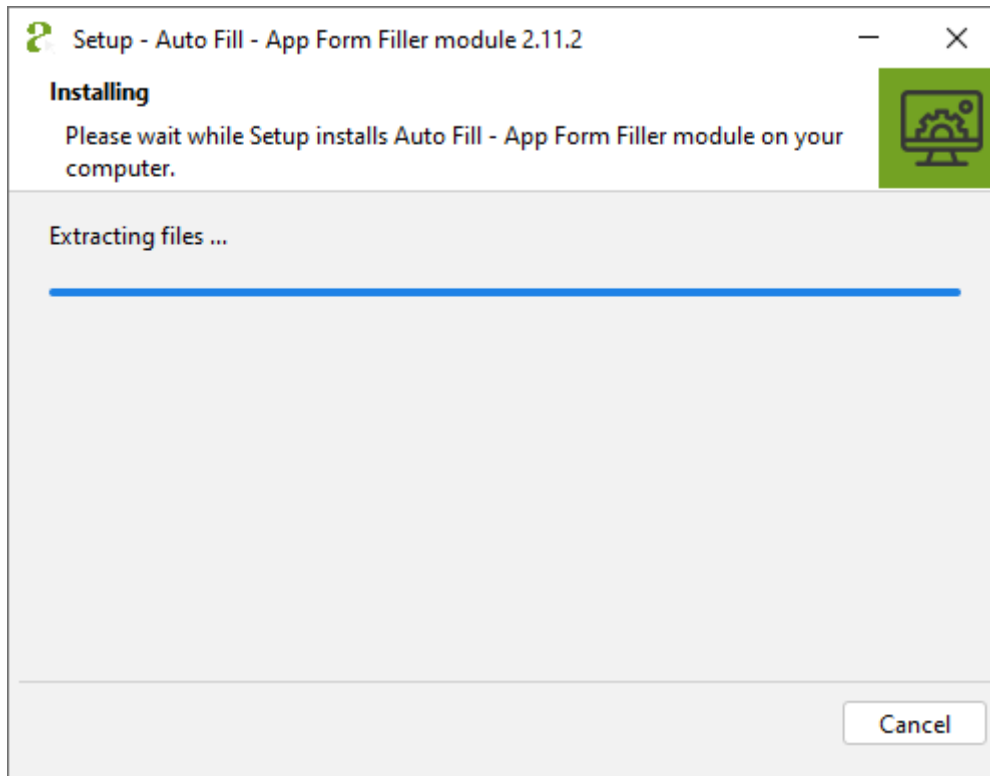 Setup - Auto Fill - App Form Filler module 2.11.2
Installing
Please wait while Setup installs Auto Fill - App Form Filler module on your
computer.
Extracting files ...
Cancel